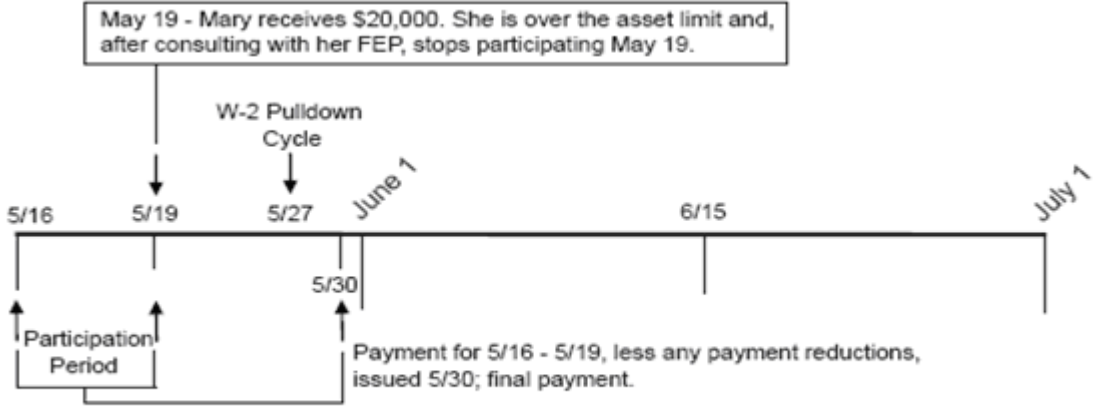 May 19 - Mary receives $20,000. She is over the asset limit and,
after consulting with her FEP, stops participating May 19.
W-2 Pulldown
Cycle
5/16
5/19
5/27
June 1
6/15
July 1
5/30
Participation
Period
Payment for 5/16 - 5/19, less any payment reductions,
issued 5/30; final payment.